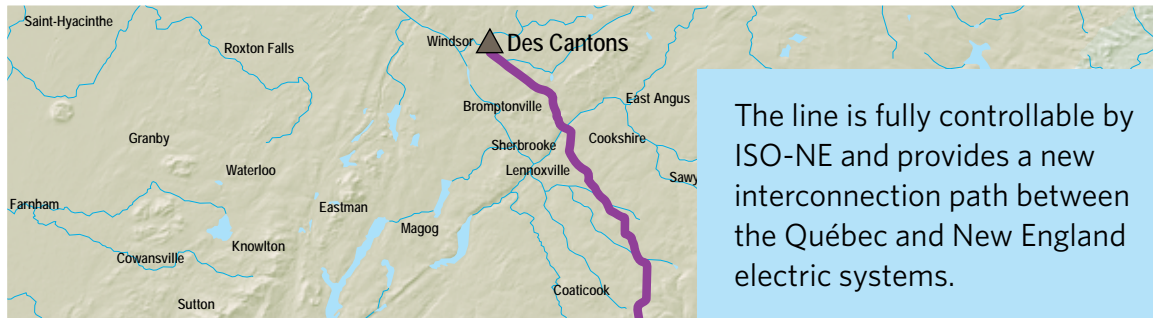 Saint-Hyacinthe
Roxton Falls
Windsor
Des Cantons
Bromptonville
East Angus
Granby
Sherbrooke
Cookshire
Waterloo
Lennoxville
Sawy
Farnham
Eastman
Magog
Knowlton
Cowansville
Sutton
Coaticook
The line is fully controllable by
ISO-NE and provides a new
interconnection path between
the Québec and New England
electric systems.